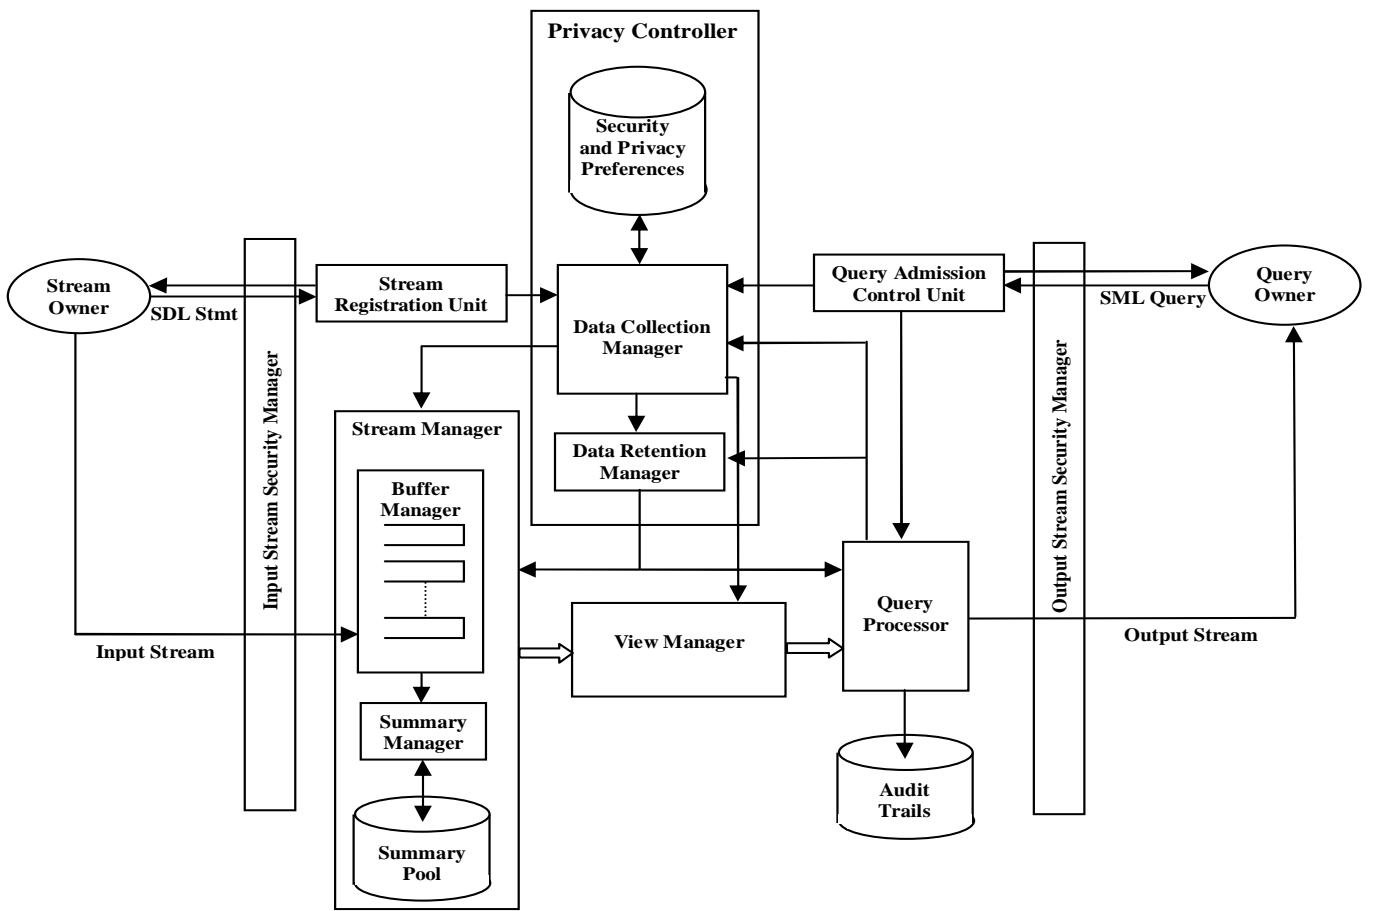 Privacy Controller
Security
and Privacy
Preferences
Stream
Owner
SDL Stmt
Input Stream Security Manager
Stream
Registration Unit
Data Collection
Manager
Query Admission
Control Unit
SML Query
Output Stream Security Manager
Query
Owner
Stream Manager
Buffer
Manager
Data Retention
Manager
Input Stream
View Manager
Query
Processor
Output Stream
Summary
Manager
Summary
Pool
Audit
Trails